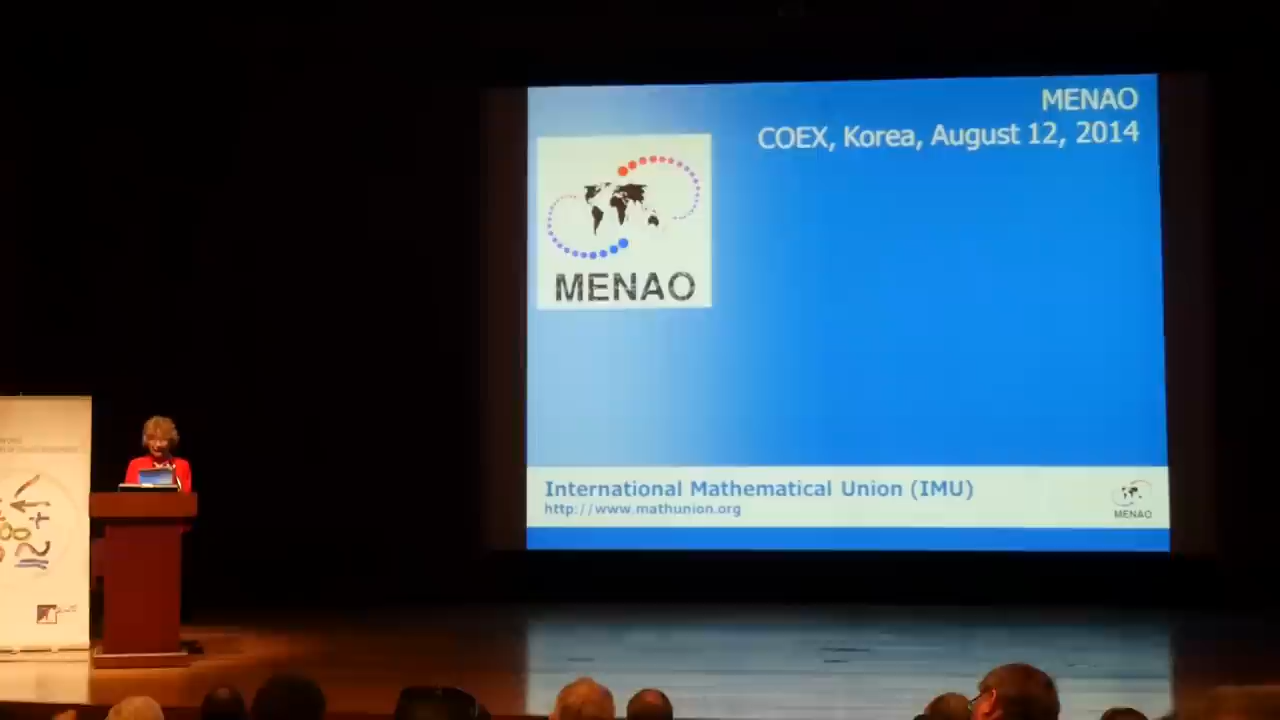 MENAO
COEX, Korea, August 12, 2014
MENAO
International Mathematical Union (IMU)
http://www.mathunion.org
MENAO